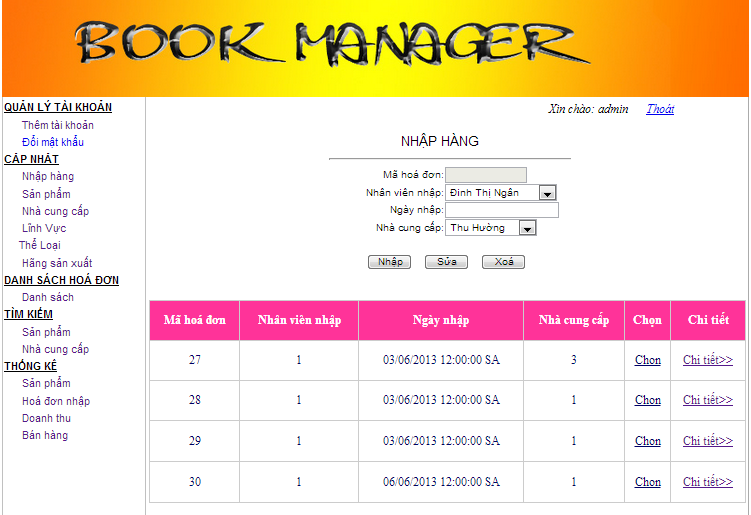 BOOK MANAGER
Xin chào: admin Thoát
QUẢN LÝ TÀI KHOẢN
Thêm tài khoản
Đổi mật khẩu
CẬP NHẬT
Nhập hàng
Sản phẩm
Nhà cung cấp
Lĩnh Vực
Thể Loại
Hãng sản xuất
DANH SÁCH HOÁ ĐƠN
Danh sách
TÌM KIẾM
Sản phẩm
Nhà cung cấp
THỐNG KÊ
Sản phẩm
Hoá đơn nhập
Doanh thu
Bán hàng
NHẬP HÀNG
Mã hoá đơn:
Nhân viên nhập: Đinh Thị Ngân
Ngày nhập:
Nhà cung cấp: Thu Hường
Nhập Sửa Xoá
Mã hoá đơn Nhân viên nhập Ngày nhập Nhà cung cấp Chọn Chi tiết
27 1 03/06/2013 12:00:00 SA 3 Chọn Chi tiết>>
28 1 03/06/2013 12:00:00 SA 1 Chọn Chi tiết>>
29 1 03/06/2013 12:00:00 SA 1 Chọn Chi tiết>>
30 1 06/06/2013 12:00:00 SA 1 Chọn Chi tiết>>